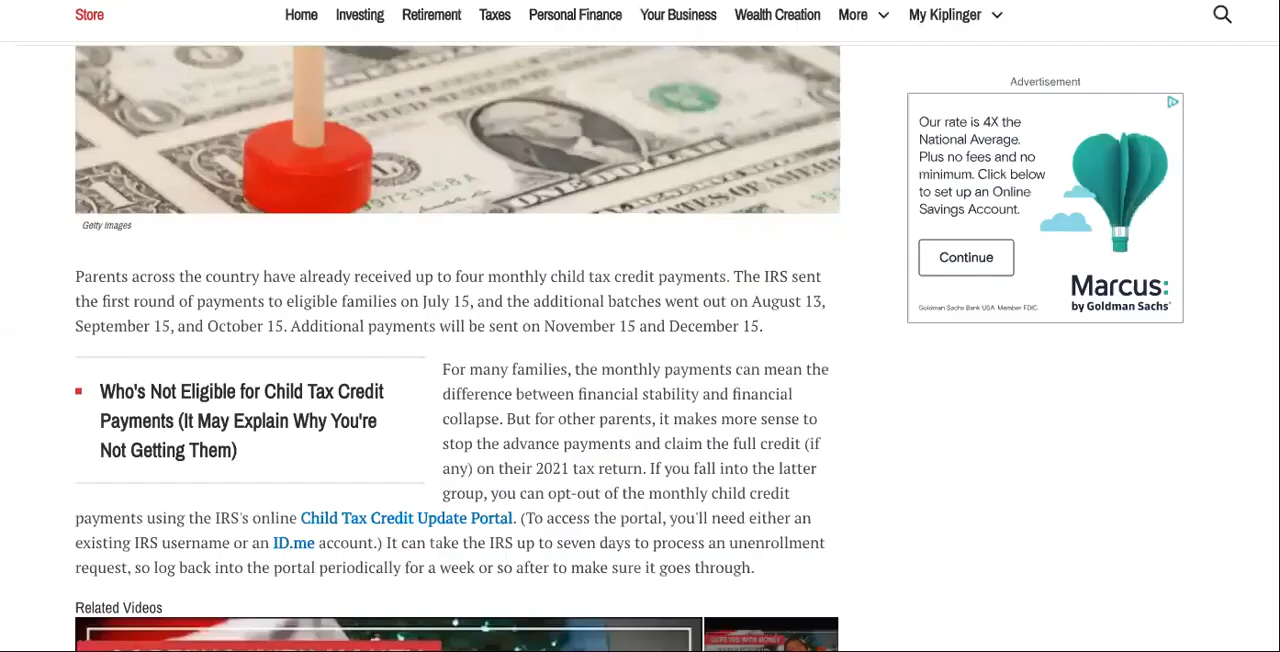 Store
Home Investing Retirement Taxes Personal Finance Your Business Wealth Creation More My Kiplinger
Getty Images
Parents across the country have already received up to four monthly child tax credit payments. The IRS sent
the first round of payments to eligible families on July 15, and the additional batches went out on August 13,
September 15, and October 15. Additional payments will be sent on November 15 and December 15.
Who's Not Eligible for Child Tax Credit
Payments (It May Explain Why You're
Not Getting Them)
For many families, the monthly payments can mean the
difference between financial stability and financial
collapse. But for other parents, it makes more sense to
stop the advance payments and claim the full credit (if
any) on their 2021 tax return. If you fall into the latter
group, you can opt-out of the monthly child credit
payments using the IRS's online Child Tax Credit Update Portal. (To access the portal, you'll need either an
existing IRS username or an ID.me account.) It can take the IRS up to seven days to process an unenrollment
request, so log back into the portal periodically for a week or so after to make sure it goes through.
Related Videos
Advertisement
Our rate is 4X the
National Average.
Plus no fees and no
minimum. Click below
to set up an Online
Savings Account.
Continue
Marcus:
by Goldman Sachs®
Goldman Sachs Bank USA. Member FDIC.